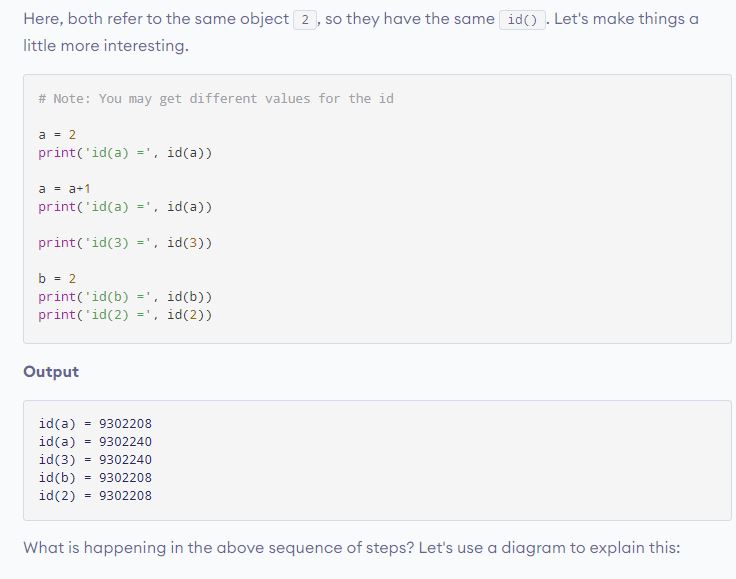 Here, both refer to the same object 2, so they have the same id(). Let's make things a
little more interesting.
# Note: You may get different values for the id
a = 2
print('id(a) =', id(a))
a = a+1
print('id(a) =', id(a))
print('id(3) =', id(3))
b = 2
print('id(b) =', id(b))
print('id(2) =', id(2))
Output
id(a) = 9302208
id(a) = 9302240
id(3) = 9302240
id(b) = 9302208
id(2) = 9302208
What is happening in the above sequence of steps? Let's use a diagram to explain this: